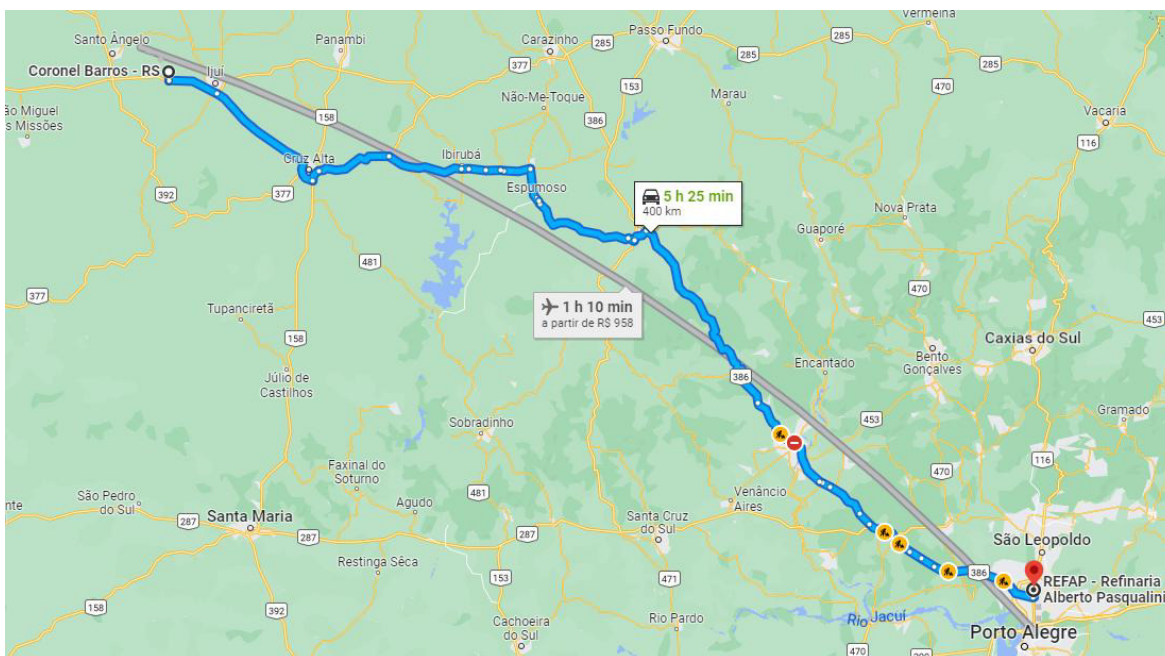 Vermelha
Santo Ângelo
Panambi
Carazinho
Passo Fundo
285
285
Coronel Barros - RS
Ijuí
377
153
285
470
Não-Me-Toque
Marau
ão Miguel
s Missões
158
386
Vacaria
116
Cruz Alta
Ibirubá
392
377
Espumoso
5 h 25 min
400 km
Nova Prata
Guaporé
481
377
1 h 10 min
a partir de R$ 958
470
Tupanciretã
453
158
Caxias do Sul
Júlio de
Castilhos
386
Encantado
Bento
Gonçalves
Sobradinho
453
Gramado
116
Faxinal do
Soturno
470
nte
São Pedro
do Sul
287
Santa Maria
Agudo
481
Venâncio
Aires
287
Santa Cruz
do Sul
287
São Leopoldo
Restinga Sêca
153
471
386
REFAP - Refinaria
Alberto Pasqualini
158
392
Cachoeira
do Sul
Rio Pardo
Rio Jacuí
Porto Alegre
470
290